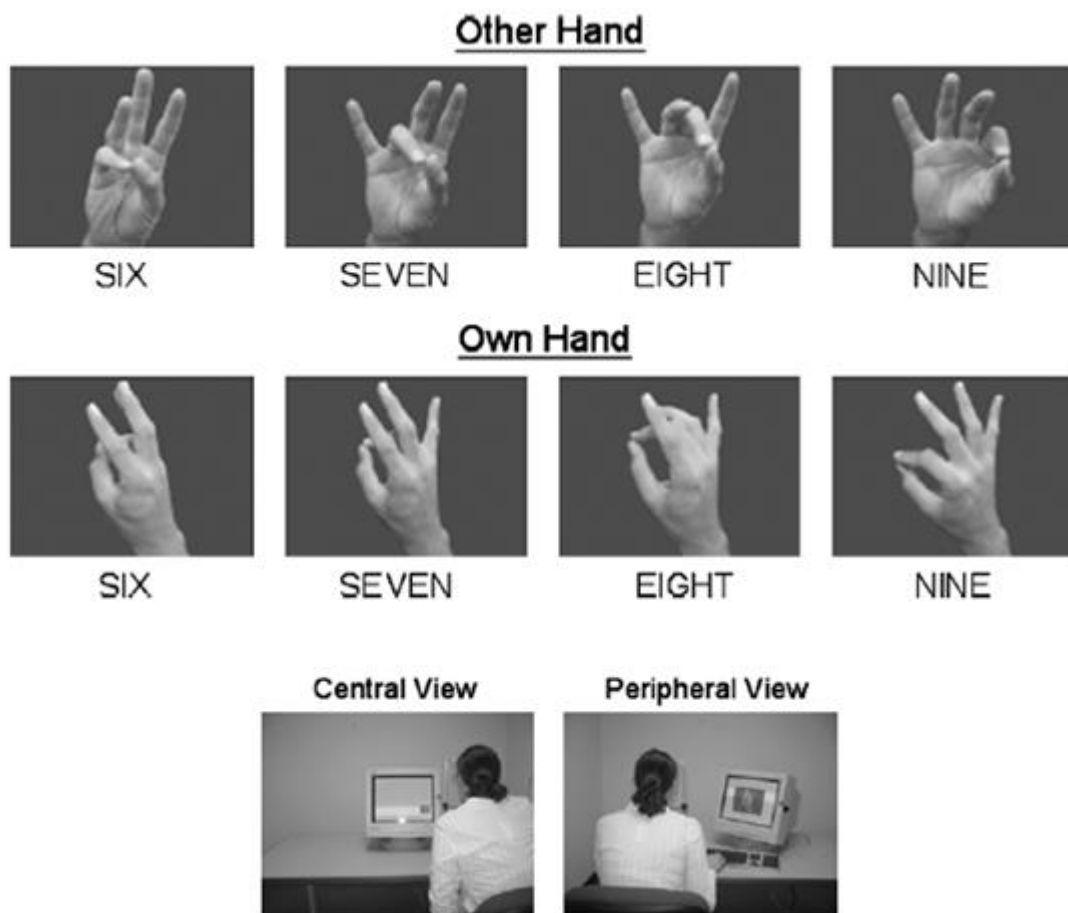 Other Hand
SIX SEVEN EIGHT NINE
Own Hand
SIX SEVEN EIGHT NINE
Central View Peripheral View